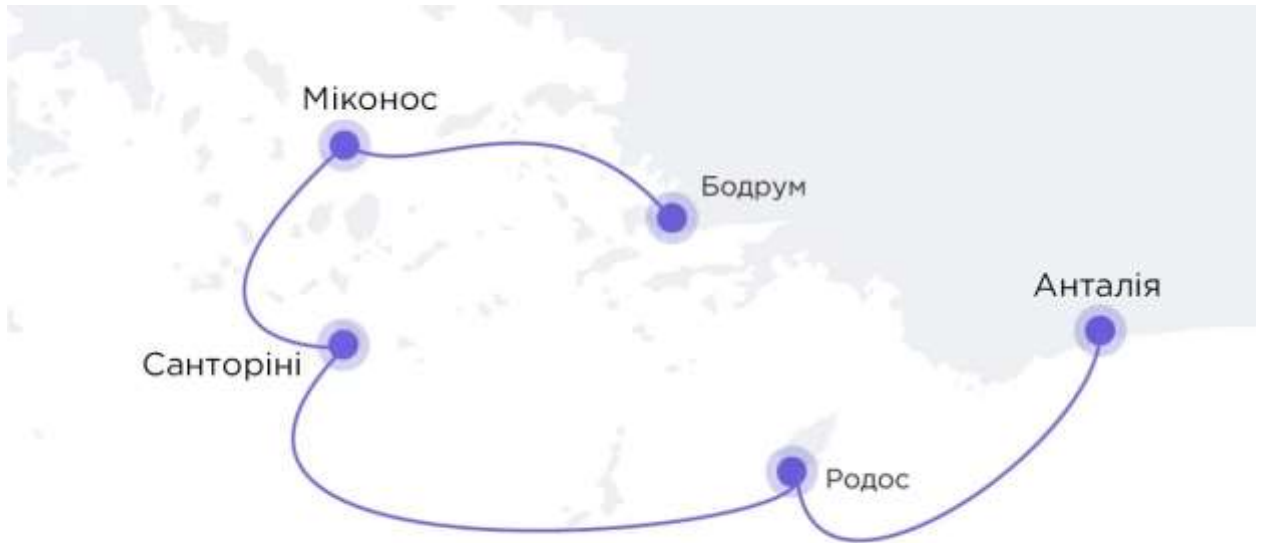 Міконос
Бодрум
Анталія
Санторіні
Родос